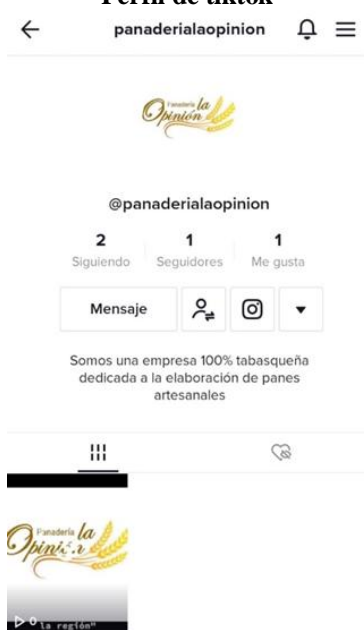 Perfil de tiktok
panaderialaopinion
Panadería la
Opinión
@panaderialaopinion
2 1 1
Siguiendo Seguidores Me gusta
Mensaje
Somos una empresa 100% tabasqueña
dedicada a la elaboración de panes
artesanales
Panadería la
Opinión
0
la región"